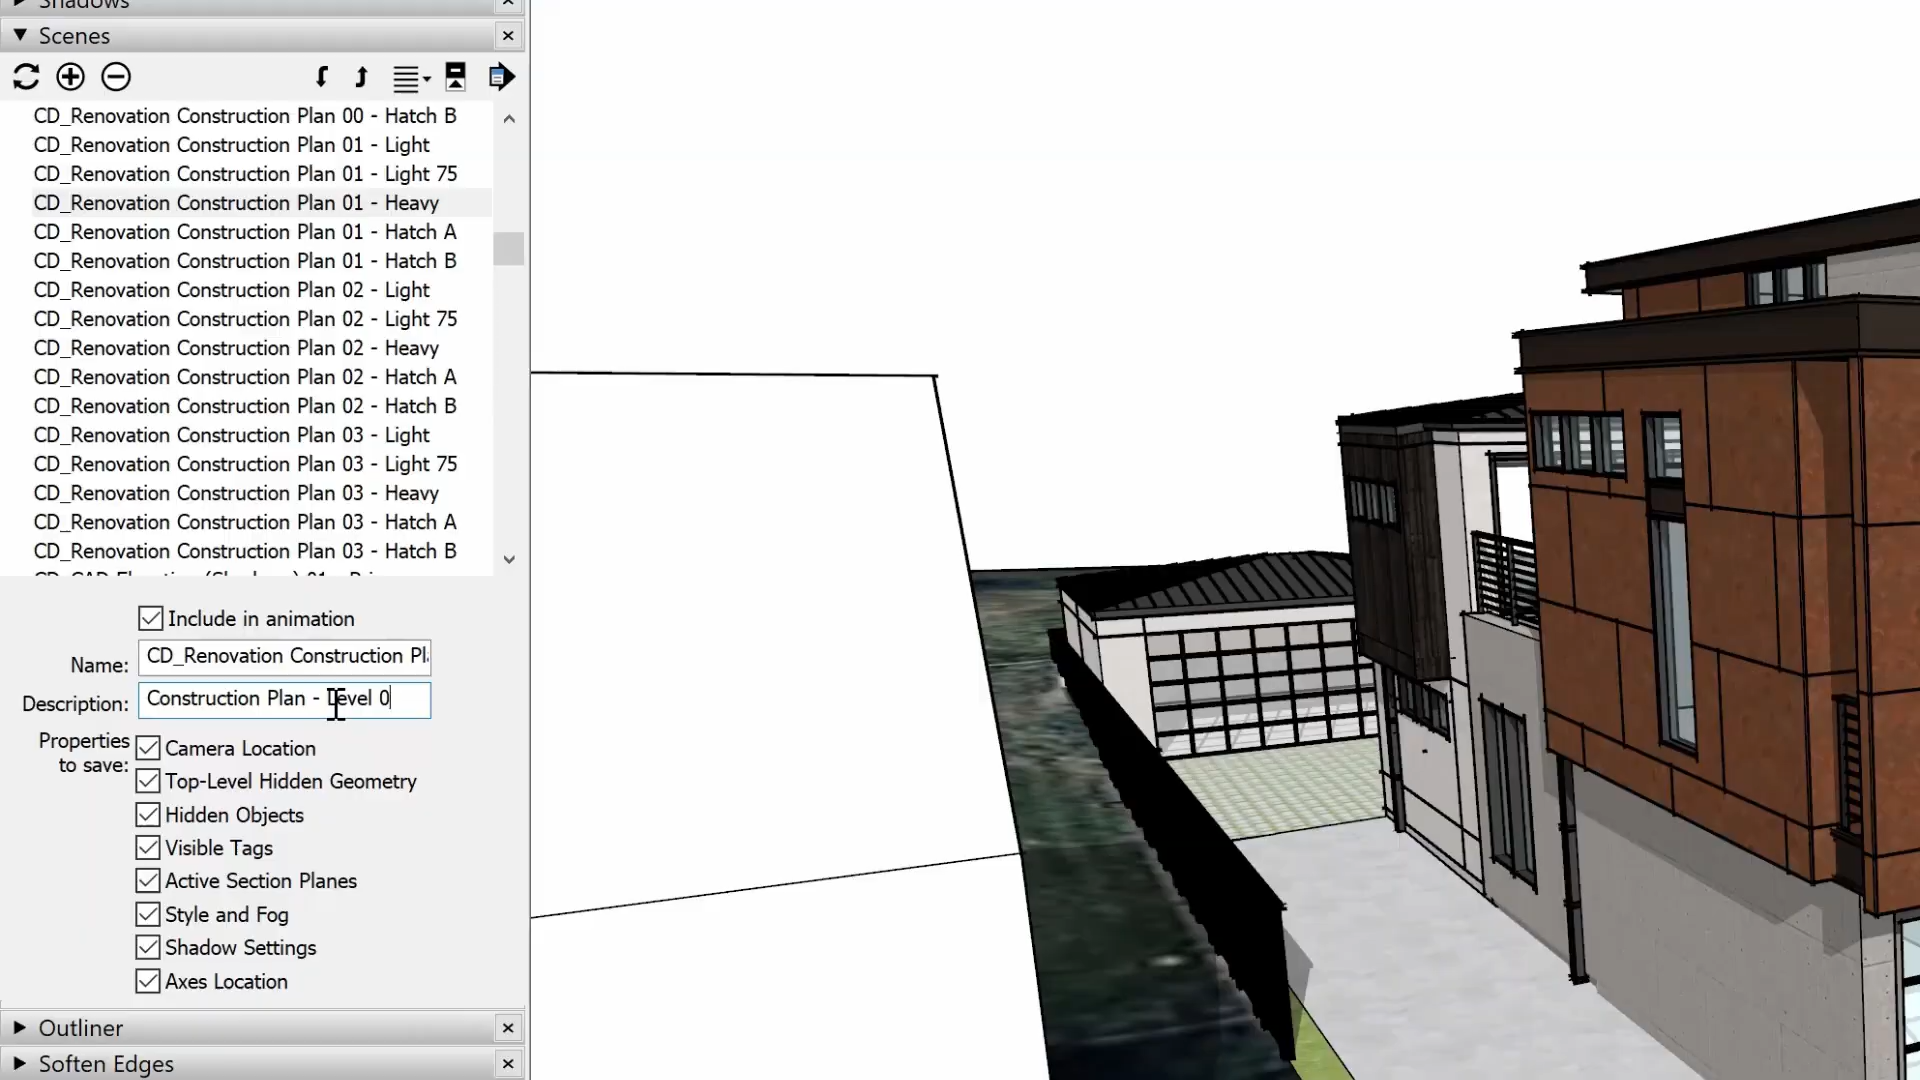 Shadows
Scenes
CD_Renovation Construction Plan 00 - Hatch B
CD_Renovation Construction Plan 01 - Light
CD_Renovation Construction Plan 01 - Light 75
CD_Renovation Construction Plan 01 - Heavy
CD_Renovation Construction Plan 01 - Hatch A
CD_Renovation Construction Plan 01 - Hatch B
CD_Renovation Construction Plan 02 - Light
CD_Renovation Construction Plan 02 - Light 75
CD_Renovation Construction Plan 02 - Heavy
CD_Renovation Construction Plan 02 - Hatch A
CD_Renovation Construction Plan 02 - Hatch B
CD_Renovation Construction Plan 03 - Light
CD_Renovation Construction Plan 03 - Light 75
CD_Renovation Construction Plan 03 - Heavy
CD_Renovation Construction Plan 03 - Hatch A
CD_Renovation Construction Plan 03 - Hatch B
Include in animation
Name: CD_Renovation Construction Pl
Description: Construction Plan - Level 0
Properties to save:
Camera Location
Top-Level Hidden Geometry
Hidden Objects
Visible Tags
Active Section Planes
Style and Fog
Shadow Settings
Axes Location
Outliner
Soften Edges